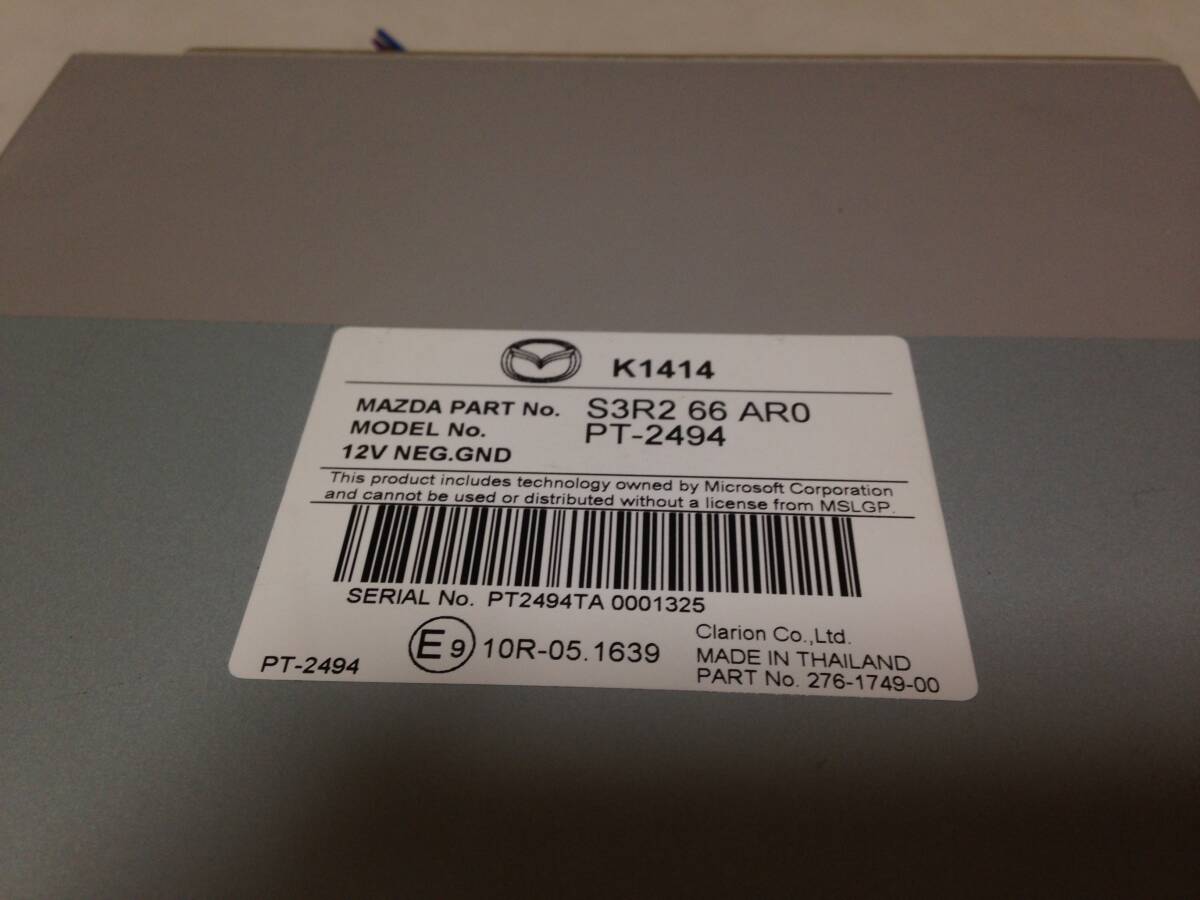 K1414
MAZDA PART No. S3R2 66 AR0
MODEL No. PT-2494
12V NEG.GND
This product includes technology owned by Microsoft Corporation
and cannot be used or distributed without a license from MSLGP.
SERIAL No. PT2494TA 0001325
PT-2494
E9 10R-05.1639
Clarion Co.,Ltd.
MADE IN THAILAND
PART No. 276-1749-00